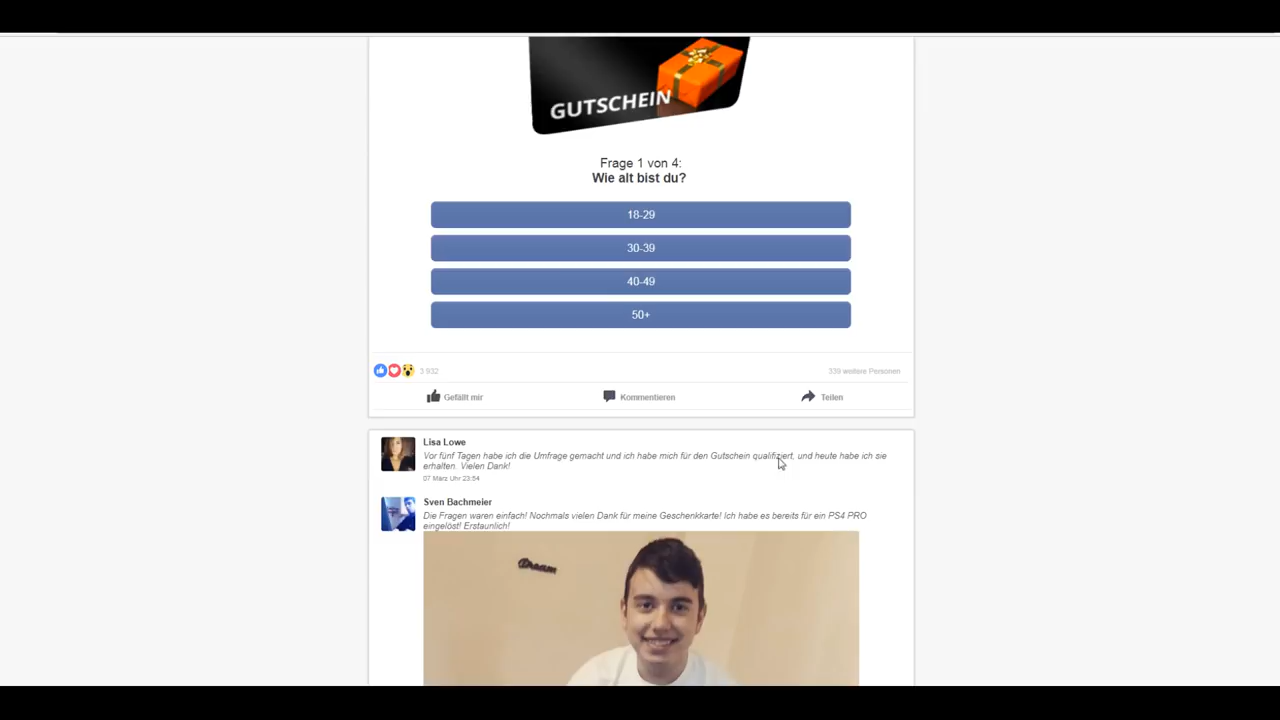 GUTSCHEIN
Frage 1 von 4:
Wie alt bist du?
18-29
30-39
40-49
50+
3 932
339 weitere Personen
Gefällt mir
Kommentieren
Teilen
Lisa Lowe
Vor fünf Tagen habe ich die Umfrage gemacht und ich habe mich für den Gutschein qualifiziert, und heute habe ich sie
erhalten. Vielen Dank!
07 März Uhr 23:54
Sven Bachmeier
Die Fragen waren einfach! Nochmals vielen Dank für meine Geschenkkarte! Ich habe es bereits für ein PS4 PRO
eingelöst! Erstaunlich!
Dream